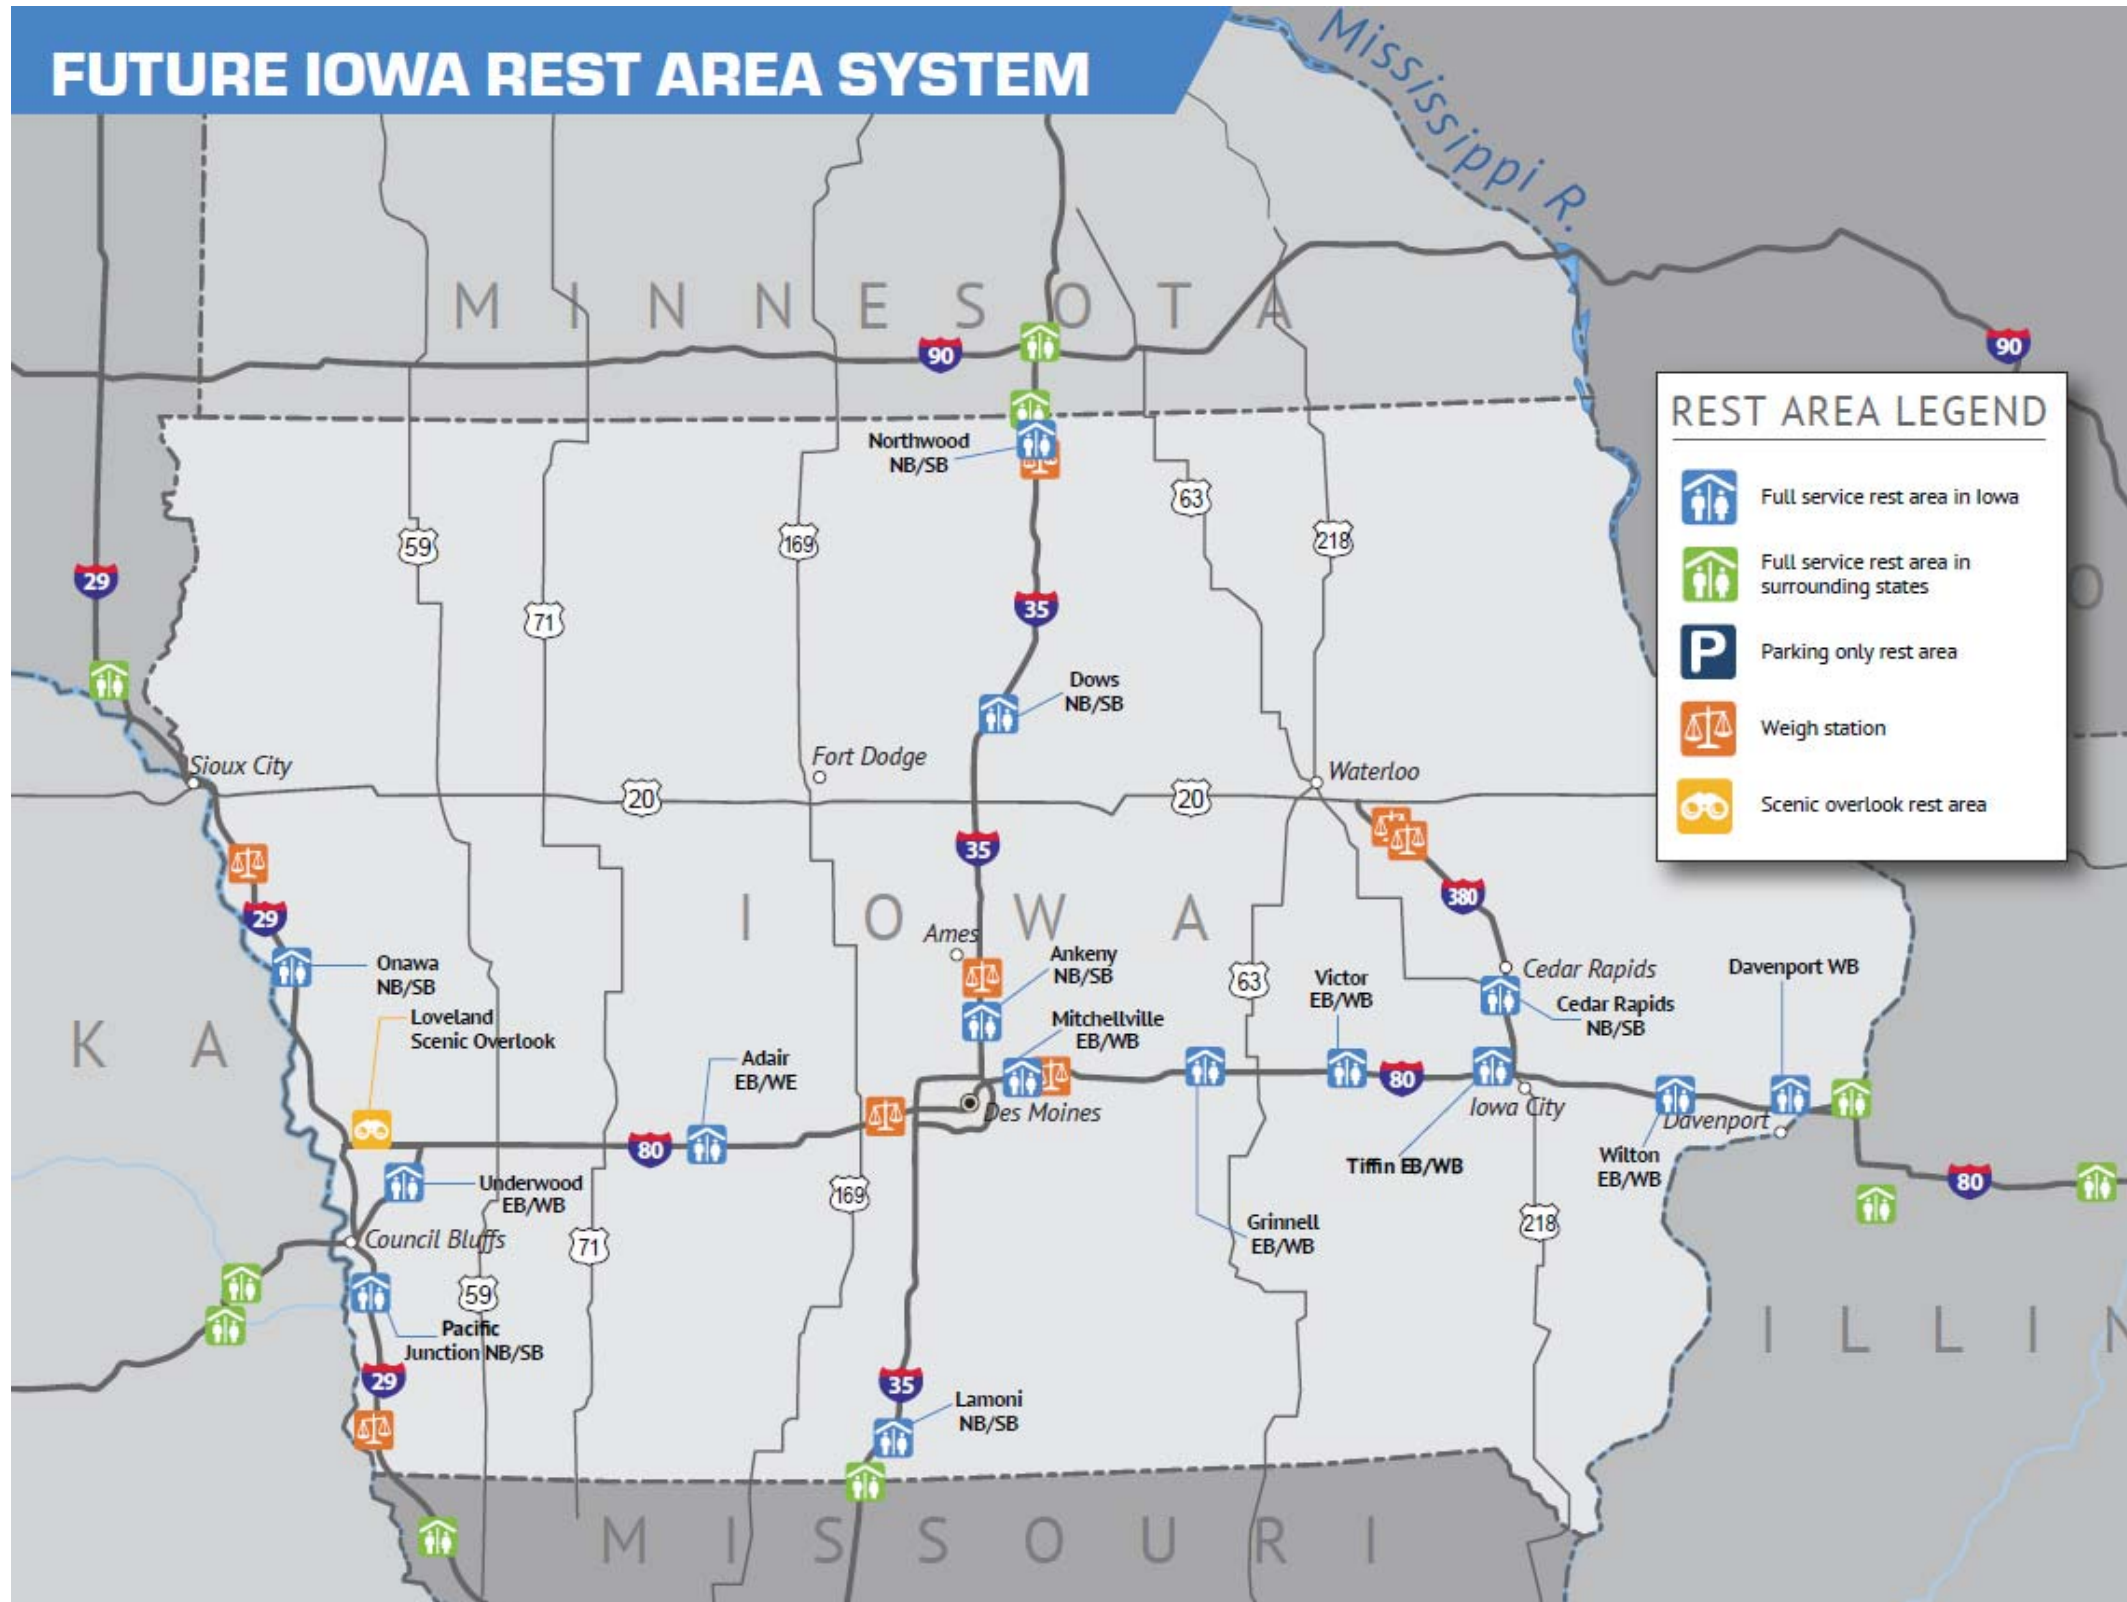 FUTURE IOWA REST AREA SYSTEM
Mississippi R.
MINNESOTA
90
90
REST AREA LEGEND
Full service rest area in Iowa
Full service rest area in
surrounding states
P
Parking only rest area
Weigh station
Scenic overlook rest area
Northwood
NB/SB
63
59
169
218
29
35
71
O
Dows
NB/SB
Sioux City
Fort Dodge
Waterloo
20
20
35
380
29
IOWA
Ames
Onawa
NB/SB
Ankeny
NB/SB
63
Victor
EB/WB
Cedar Rapids
Cedar Rapids
NB/SB
Davenport WB
KA
Loveland
Scenic Overlook
Mitchellville
EB/WB
Adair
EB/WE
80
Des Moines
Iowa City
Davenport
80
Tiffin EB/WB
Wilton
EB/WB
80
Underwood
EB/WB
169
Grinnell
EB/WB
218
Council Bluffs
71
59
Pacific
Junction NB/SB
ILLIN
29
35
Lamoni
NB/SB
MISSOURI